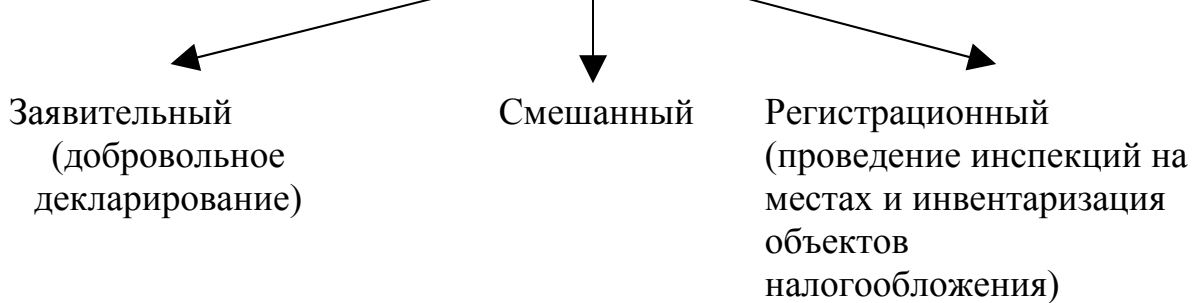 Заявительный
(добровольное
декларирование)
Смешанный
Регистрационный
(проведение инспекций на
местах и инвентаризация
объектов
налогообложения)